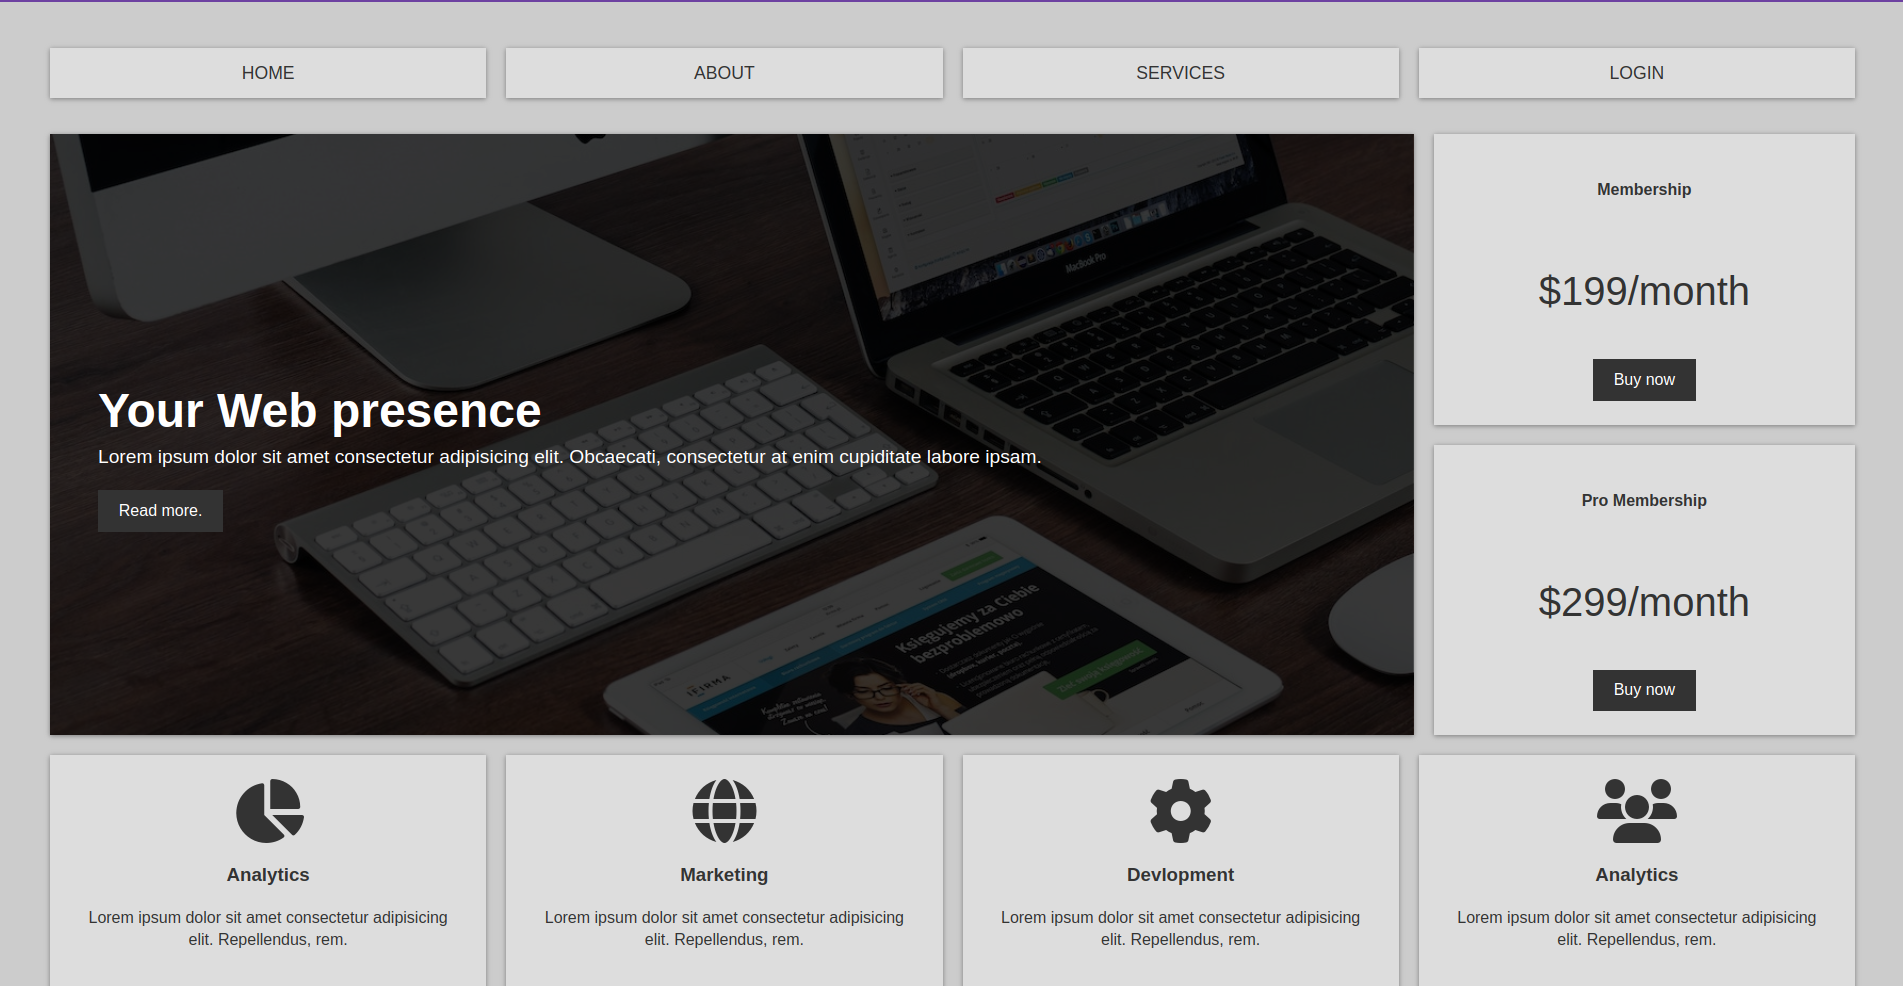 HOME
ABOUT
SERVICES
LOGIN
MacBook Pro
Your Web presence
Lorem ipsum dolor sit amet consectetur adipisicing elit. Obcaecati, consectetur at enim cupiditate labore ipsam.
Read more.
Księgujemy za Ciebie
bezproblemowo
IFIRMA
Membership
$199/month
Buy now
Pro Membership
$299/month
Buy now
Analytics
Lorem ipsum dolor sit amet consectetur adipisicing
elit. Repellendus, rem.
Marketing
Lorem ipsum dolor sit amet consectetur adipisicing
elit. Repellendus, rem.
Devlopment
Lorem ipsum dolor sit amet consectetur adipisicing
elit. Repellendus, rem.
Analytics
Lorem ipsum dolor sit amet consectetur adipisicing
elit. Repellendus, rem.